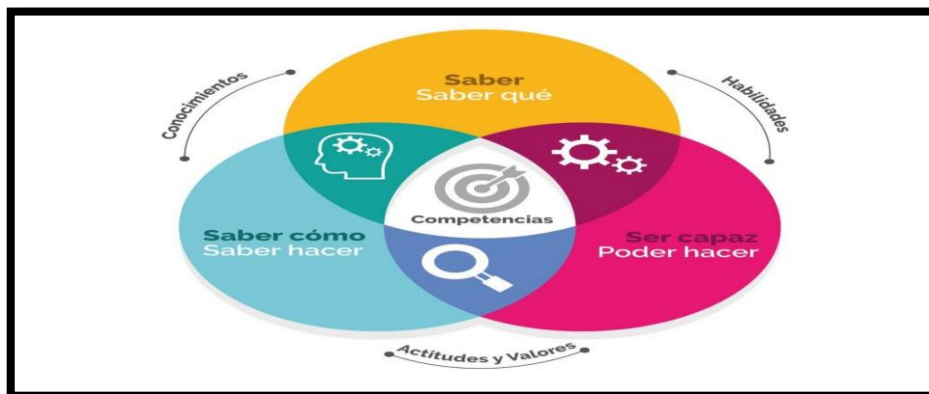 Saber
Saber qué
Conocimientos
Habilidades
Competencias
Saber cómo
Saber hacer
Ser capaz
Poder hacer
Actitudes y Valores